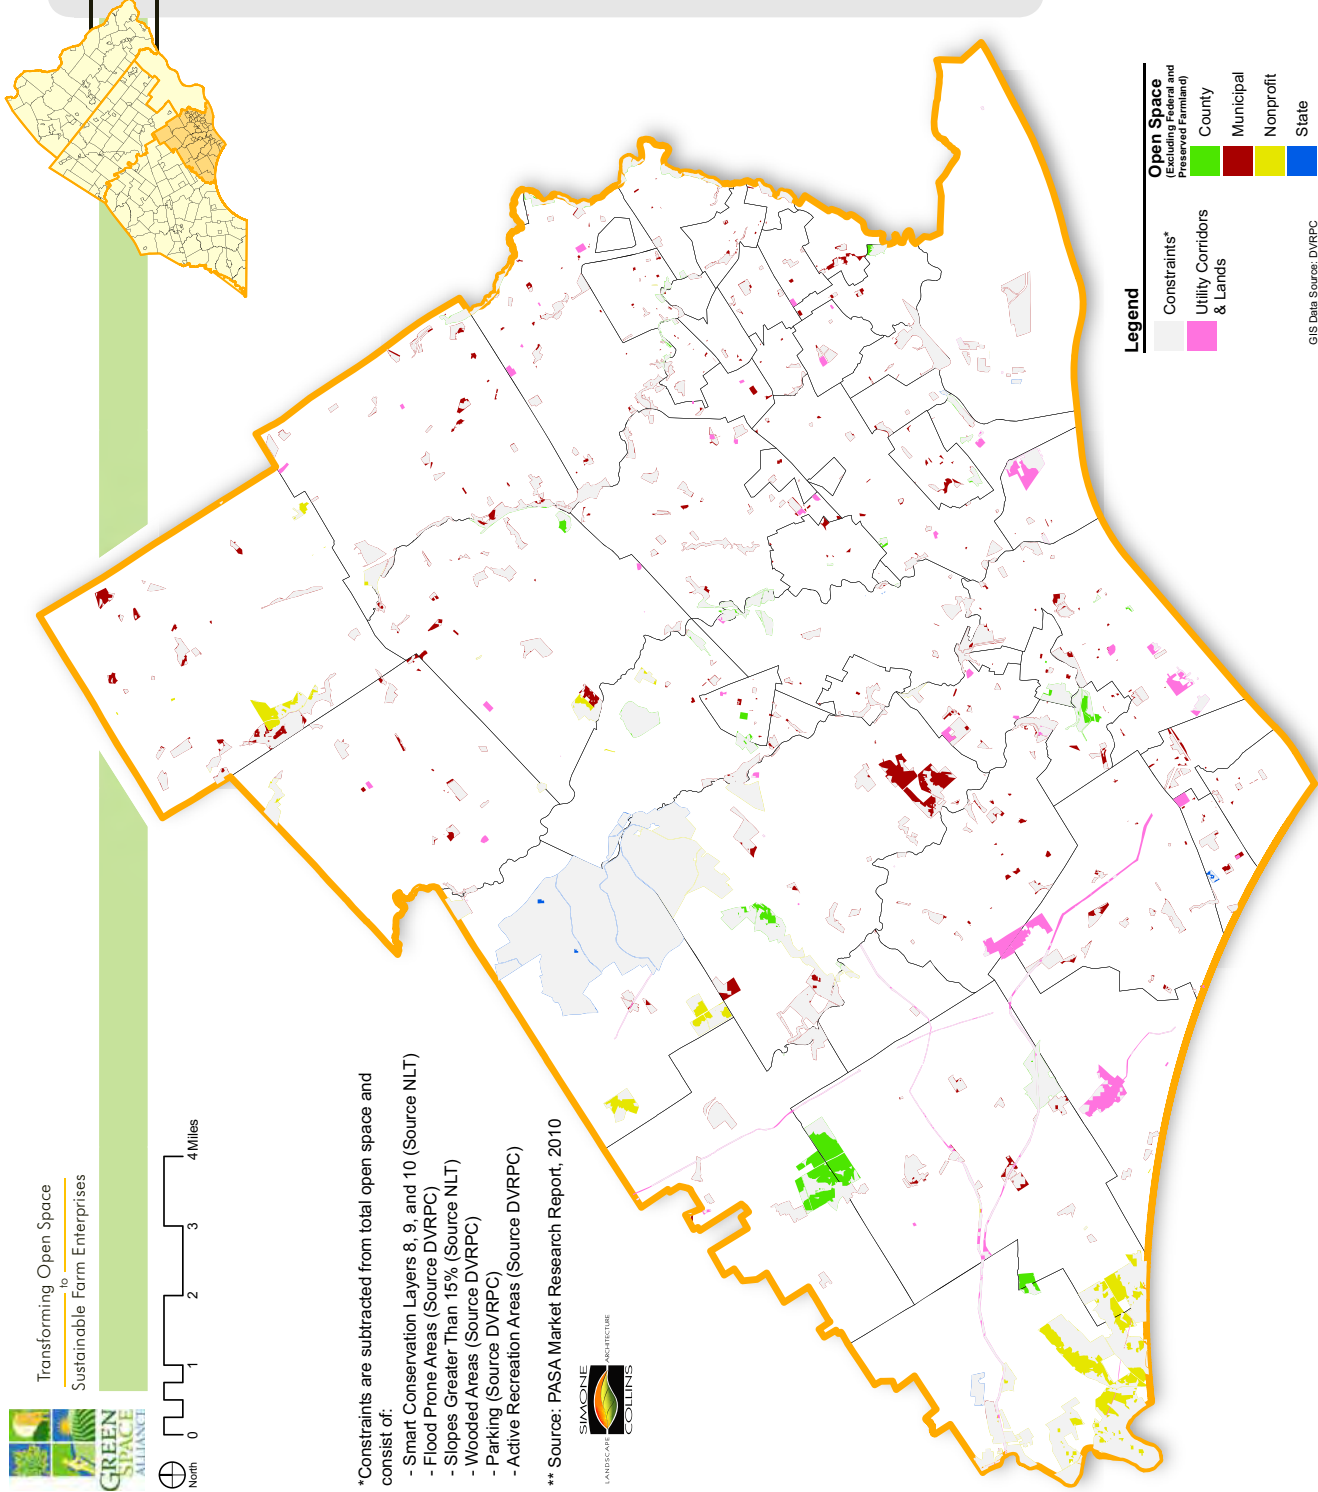 Transforming Open Space
to
Sustainable Farm Enterprises
GREEN
SPACE
ALLIANCE
North
0 1 2 3 4 Miles
*Constraints are subtracted from total open space and
consist of:
- Smart Conservation Layers 8, 9, and 10 (Source NLT)
- Flood Prone Areas (Source DVRPC)
- Slopes Greater Than 15% (Source NLT)
- Wooded Areas (Source DVRPC)
- Parking (Source DVRPC)
- Active Recreation Areas (Source DVRPC)
** Source: PASA Market Research Report, 2010
SIMONE
COLLINS
LANDSCAPE ARCHITECTURE
Legend
Constraints*
Utility Corridors
& Lands
Open Space
(Excluding Federal and
Preserved Farmland)
County
Municipal
Nonprofit
State
GIS Data Source: DVRPC